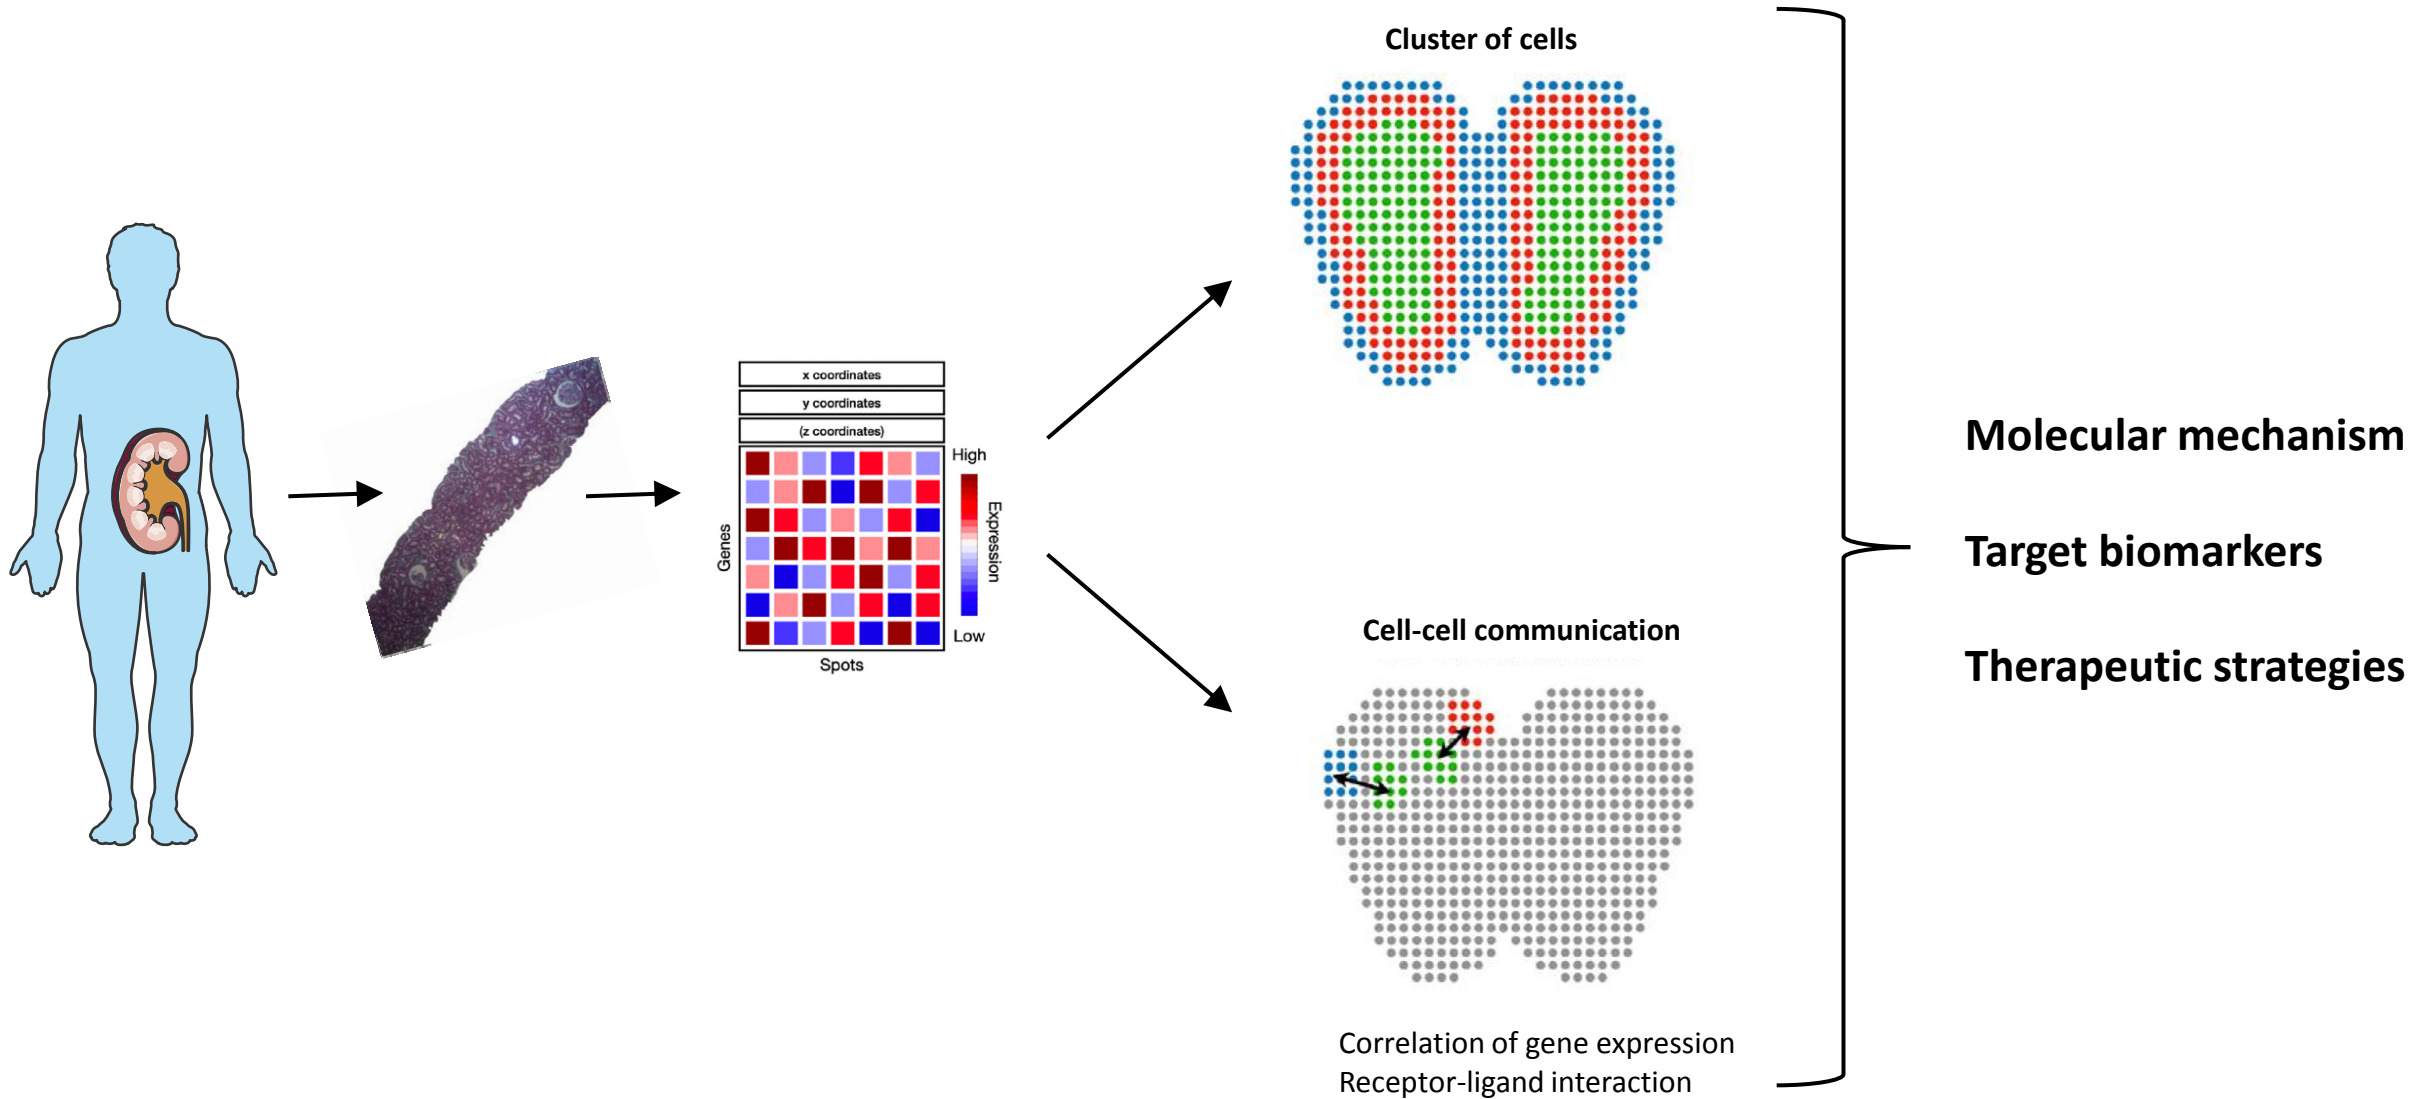 Cluster of cells
x coordinates
y coordinates
(z coordinates)
High
Expression
Low
Genes
Spots
Cell-cell communication
Correlation of gene expression
Receptor-ligand interaction
Molecular mechanism
Target biomarkers
Therapeutic strategies